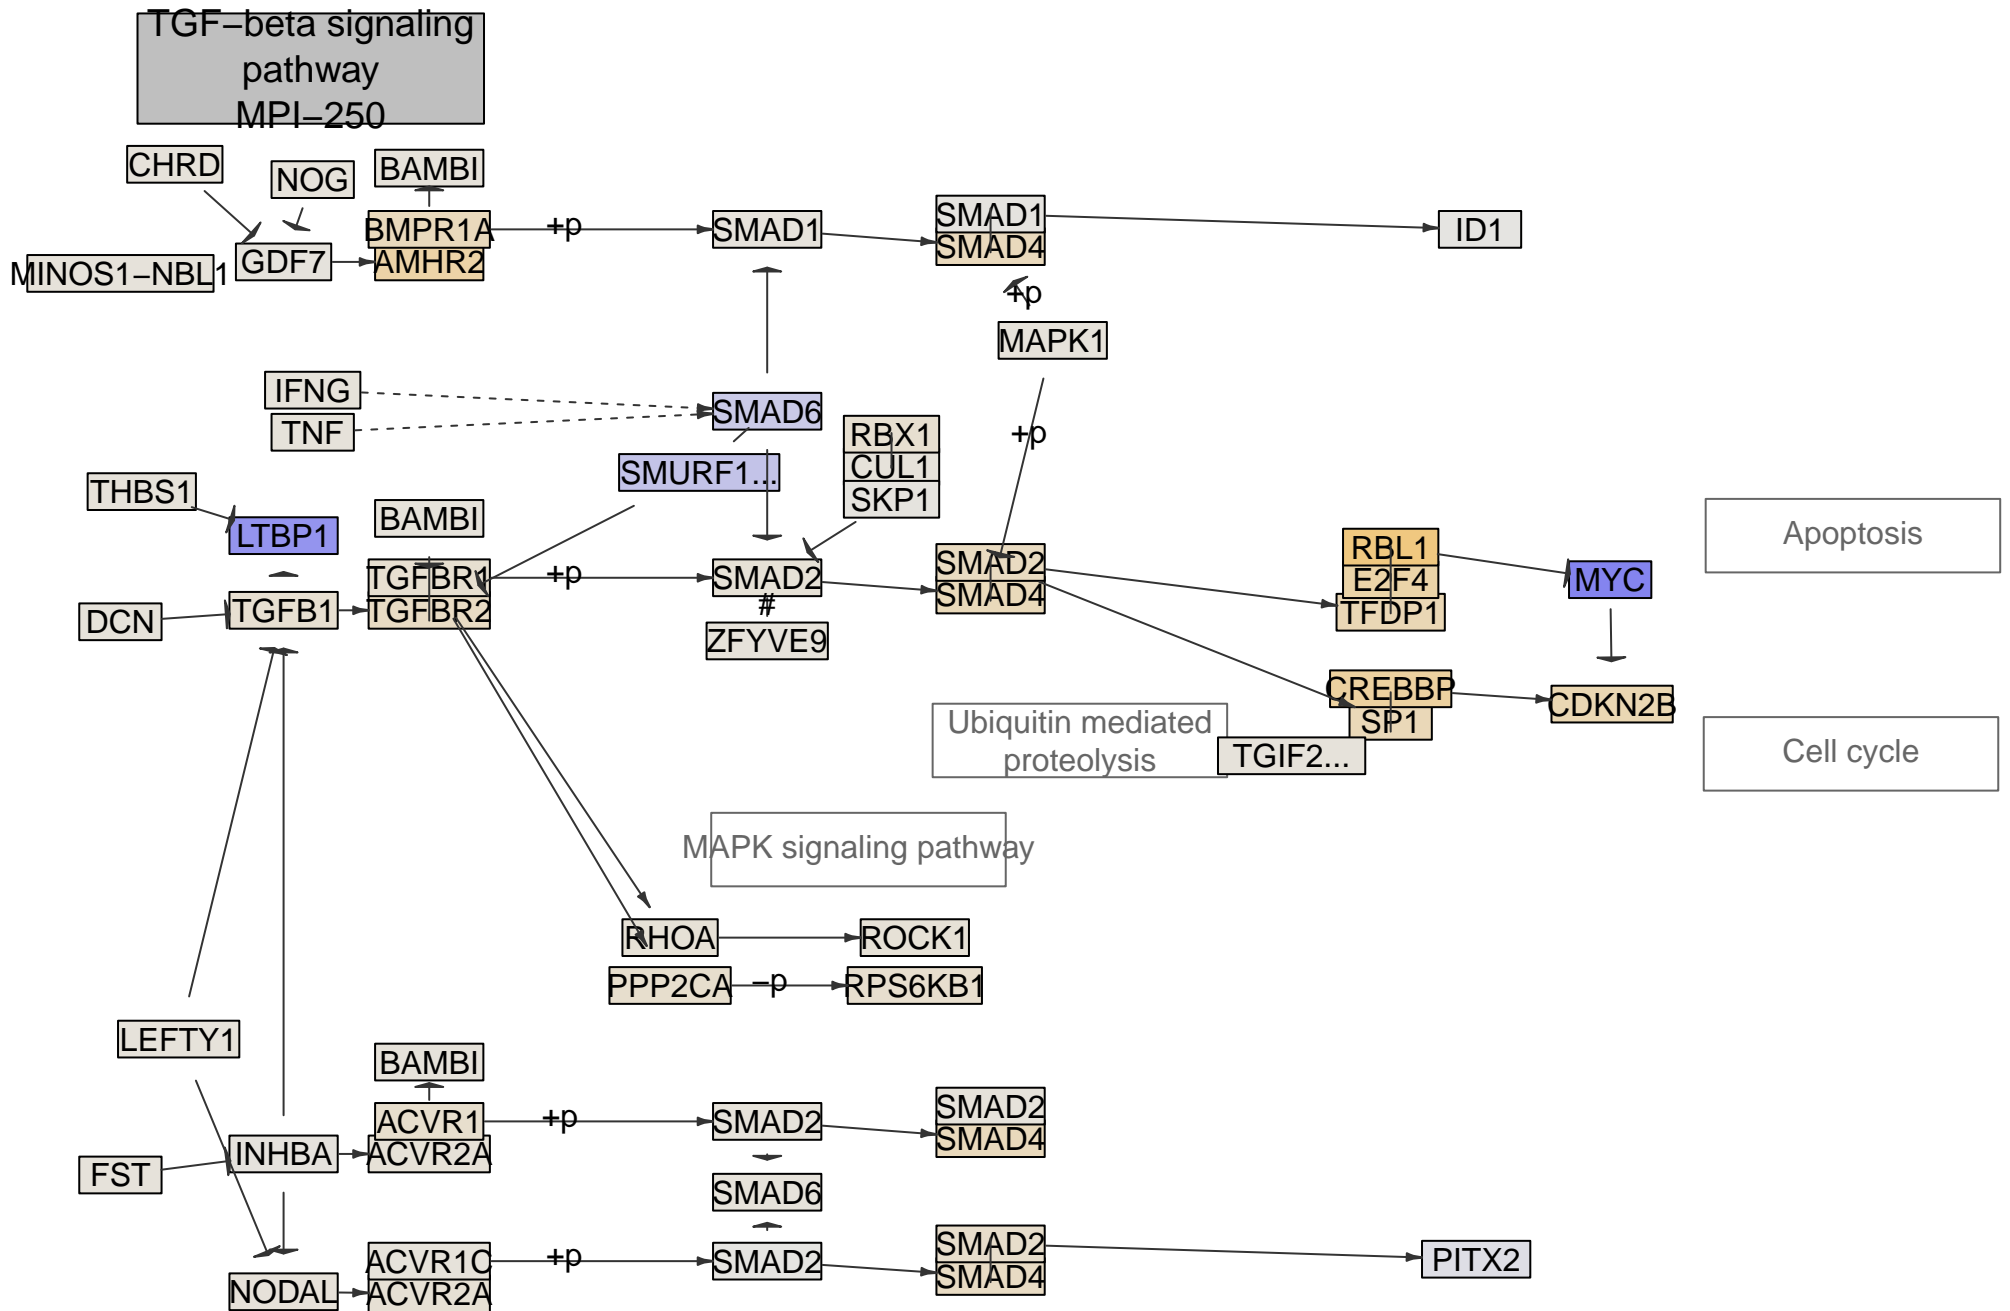 TGF−beta signaling
pathway
MPI−250
CHRD
NOG
BAMBI
BMPR1A
+p
SMAD1
SMAD1
SMAD4
ID1
MINOS1−NBL1
GDF7
AMHR2
+p
MAPK1
IFNG
TNF
SMAD6
RBX1
CUL1
SKP1
+p
SMURF1...
THBS1
LTBP1
BAMBI
Apoptosis
TGFBR1
TGFBR2
+p
SMAD2
#
ZFYVE9
SMAD2
SMAD4
RBL1
E2F4
TFDP1
MYC
DCN
TGFB1
CREBBP
SP1
TGIF2...
CDKN2B
Ubiquitin mediated
proteolysis
Cell cycle
MAPK signaling pathway
RHOA
ROCK1
PPP2CA
−p
RPS6KB1
LEFTY1
BAMBI
ACVR1
ACVR2A
+p
SMAD2
SMAD2
SMAD4
INHBA
FST
SMAD6
ACVR1C
ACVR2A
+p
SMAD2
SMAD2
SMAD4
PITX2
NODAL